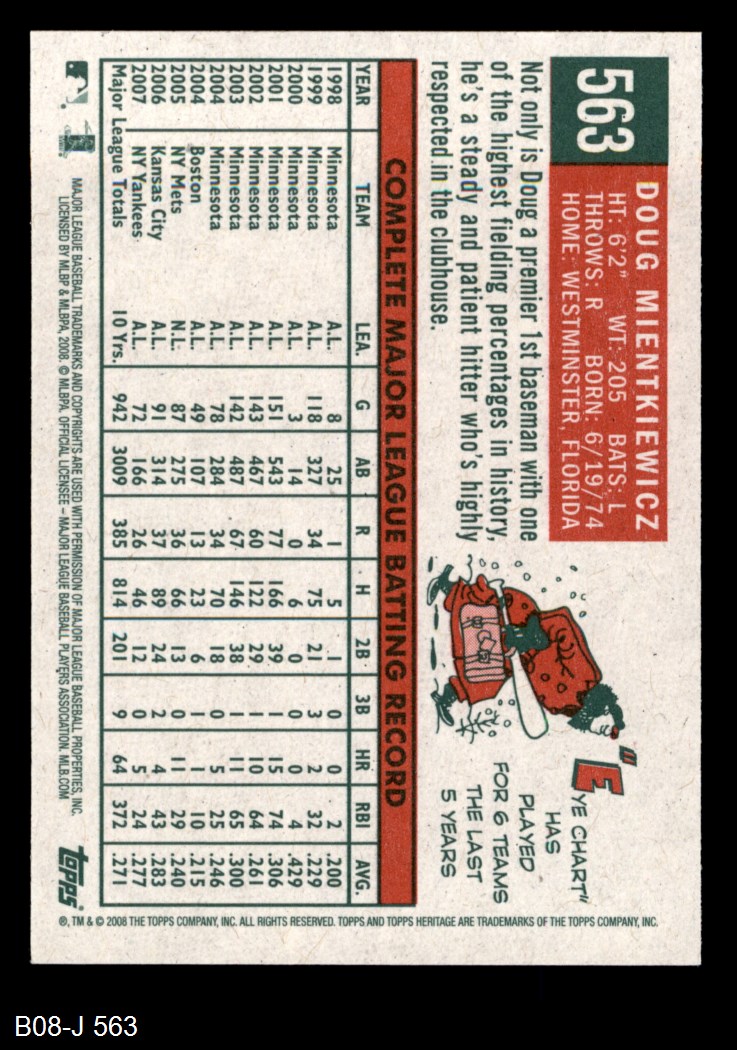 563
DOUG MIENTKIEWICZ
HT: 6'2" WT: 205 BATS: L
THROWS: R BORN: 6/19/74
HOME: WESTMINSTER, FLORIDA
Not only is Doug a premier 1st baseman with one
of the highest fielding percentages in history,
he's a steady and patient hitter who's highly
respected in the clubhouse.
"EYE CHART"
HAS
PLAYED
FOR 6 TEAMS
THE LAST
5 YEARS
COMPLETE MAJOR LEAGUE BATTING RECORD
YEAR TEAM LEA. G AB R H 2B 3B HR RBI AVG.
1998 Minnesota A.L. 8 25 1 5 1 0 0 2 .200
1999 Minnesota A.L. 118 327 34 75 21 3 2 32 .229
2000 Minnesota A.L. 3 14 0 6 0 0 0 4 .429
2001 Minnesota A.L. 151 543 77 166 39 1 15 74 .306
2002 Minnesota A.L. 143 467 60 122 29 1 10 64 .261
2003 Minnesota A.L. 142 487 67 146 38 1 11 65 .300
2004 Minnesota A.L. 78 284 34 70 18 0 5 25 .246
2004 Boston A.L. 49 107 13 23 6 1 1 10 .215
2005 NY Mets N.L. 87 275 36 66 13 0 11 29 .240
2006 Kansas City A.L. 91 314 37 89 24 2 4 43 .283
2007 NY Yankees A.L. 72 166 26 46 12 0 5 24 .277
Major League Totals 10 Yrs. 942 3009 385 814 201 9 64 372 .271
MAJOR LEAGUE BASEBALL TRADEMARKS AND COPYRIGHTS ARE USED WITH PERMISSION OF MAJOR LEAGUE BASEBALL PROPERTIES, INC.
LICENSED BY MLBP & MLBPA, 2008. © MLBPA. OFFICIAL LICENSEE – MAJOR LEAGUE BASEBALL PLAYERS ASSOCIATION. MLB.COM
topps
®, TM & © 2008 THE TOPPS COMPANY, INC. ALL RIGHTS RESERVED. TOPPS AND TOPPS HERITAGE ARE TRADEMARKS OF THE TOPPS COMPANY, INC.
B08-J 563